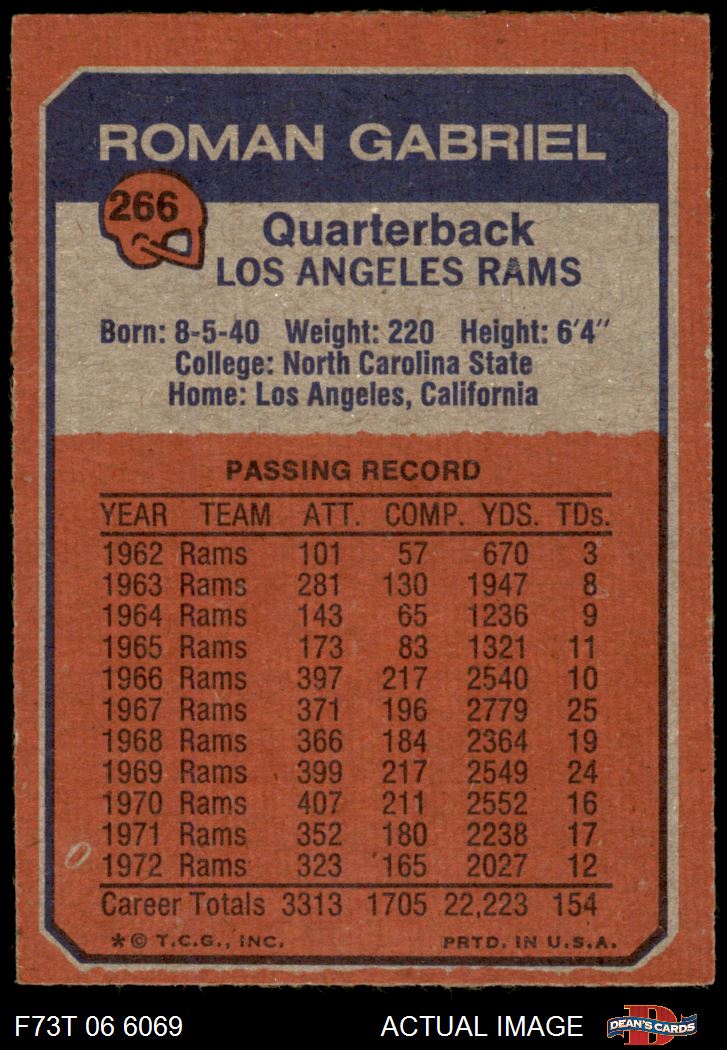 ROMAN GABRIEL
266
Quarterback
LOS ANGELES RAMS
Born: 8-5-40 Weight: 220 Height: 6'4"
College: North Carolina State
Home: Los Angeles, California
PASSING RECORD
YEAR TEAM ATT. COMP. YDS. TDs.
1962 Rams 101 57 670 3
1963 Rams 281 130 1947 8
1964 Rams 143 65 1236 9
1965 Rams 173 83 1321 11
1966 Rams 397 217 2540 10
1967 Rams 371 196 2779 25
1968 Rams 366 184 2364 19
1969 Rams 399 217 2549 24
1970 Rams 407 211 2552 16
1971 Rams 352 180 2238 17
1972 Rams 323 165 2027 12
Career Totals 3313 1705 22,223 154
* © T.C.G., INC. PRTD. IN U.S.A.
F73T 06 6069 ACTUAL IMAGE D DEAN'S CARDS